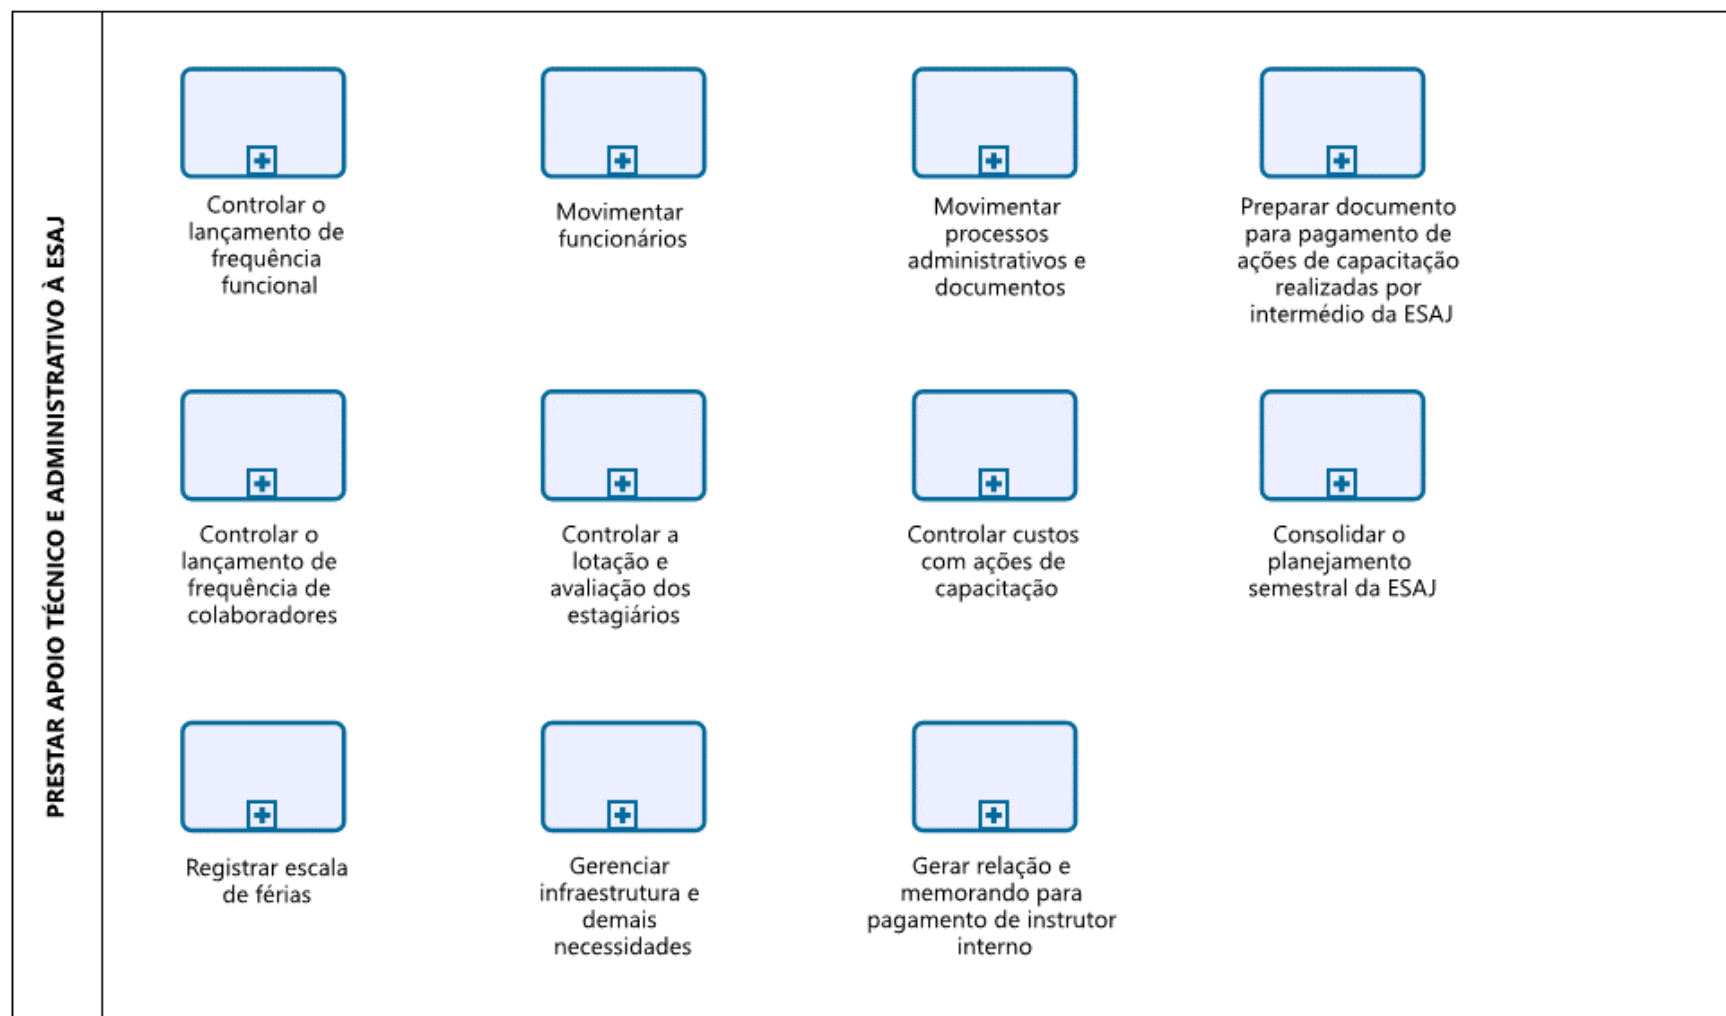 PRESTAR APOIO TÉCNICO E ADMINISTRATIVO À ESAJ
Controlar o
lançamento de
frequência
funcional
Movimentar
funcionários
Movimentar
processos
administrativos e
documentos
Preparar documento
para pagamento de
ações de capacitação
realizadas por
intermédio da ESAJ
Controlar o
lançamento de
frequência de
colaboradores
Controlar a
lotação e
avaliação dos
estagiários
Controlar custos
com ações de
capacitação
Consolidar o
planejamento
semestral da ESAJ
Registrar escala
de férias
Gerenciar
infraestrutura e
demais
necessidades
Gerar relação e
memorando para
pagamento de instrutor
interno